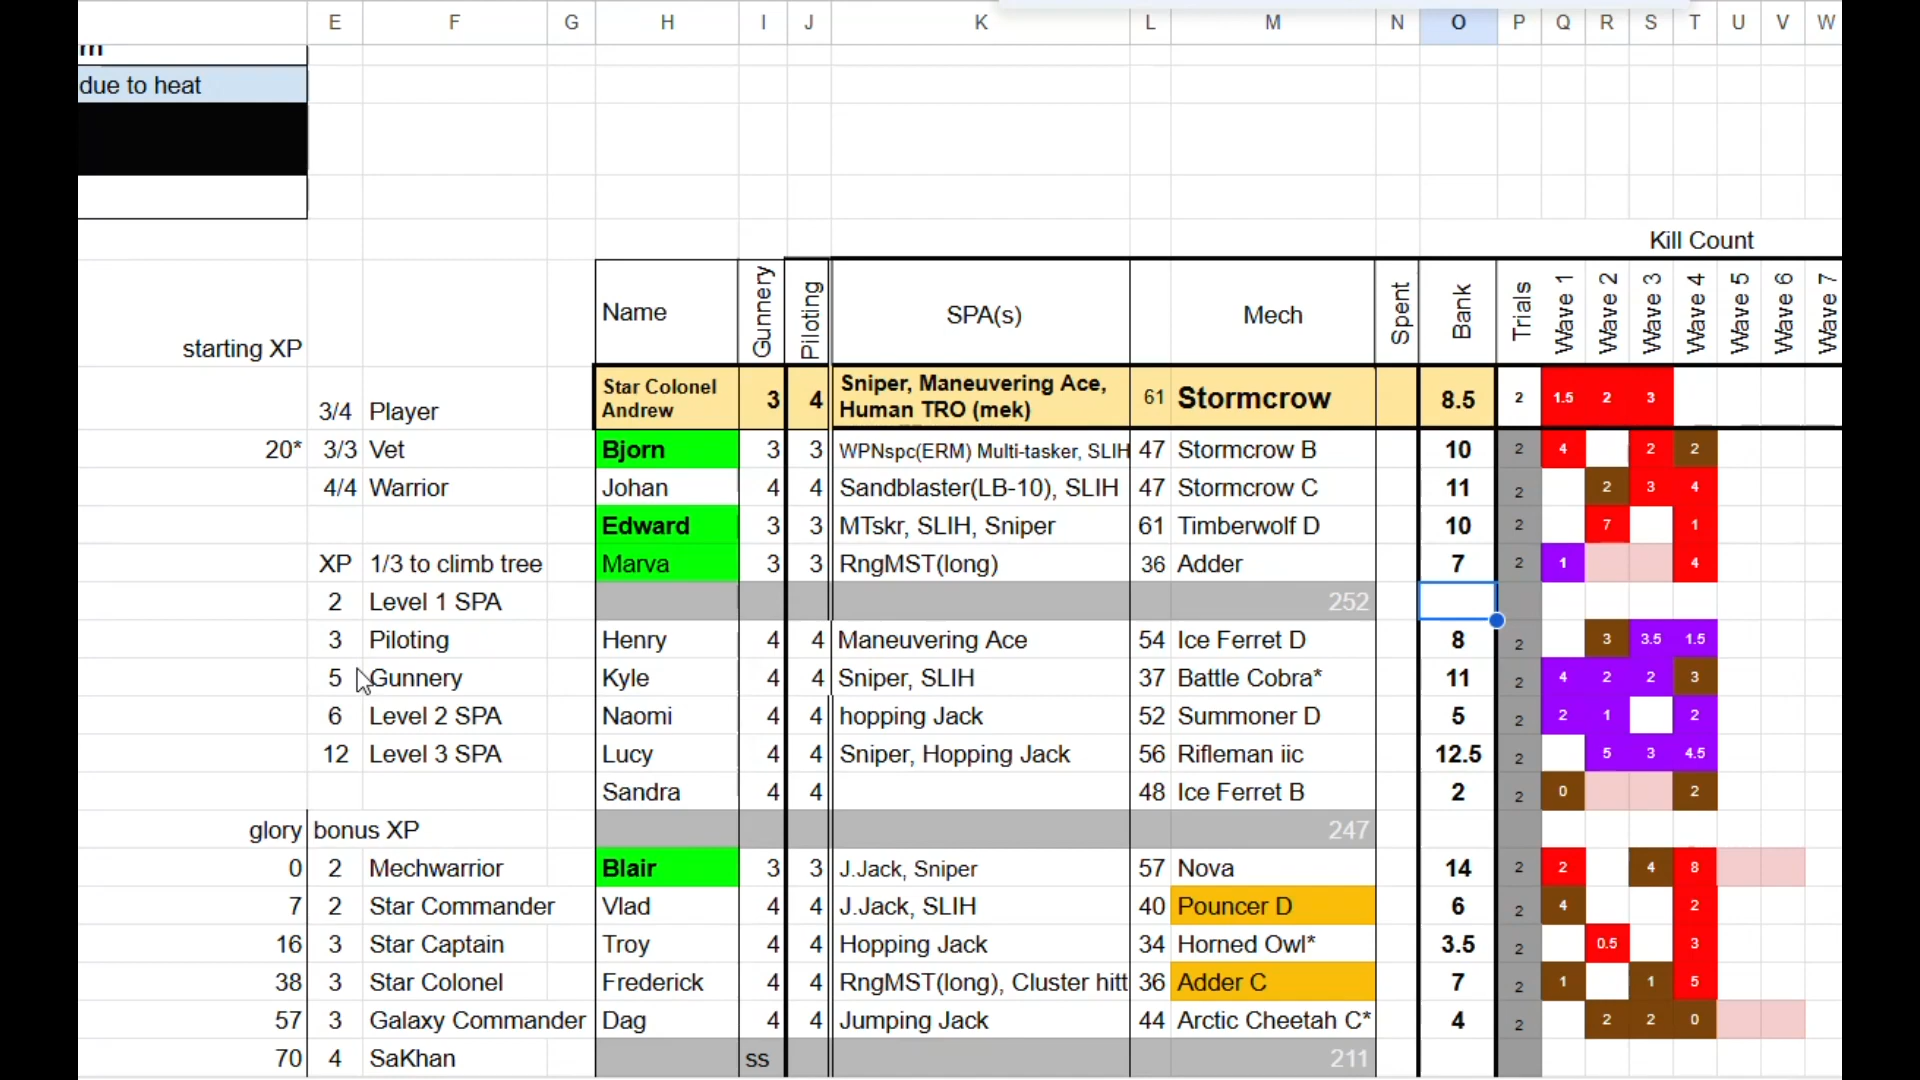 E F G H I J K L M N O P Q R S T U V W
due to heat
Kill Count
starting XP Name Gunnery Piloting SPA(s) Mech Spent Bank Trials Wave 1 Wave 2 Wave 3 Wave 4 Wave 5 Wave 6 Wave 7
3/4 Player Star Colonel Andrew 3 4 Sniper, Maneuvering Ace, Human TRO (mek) 61 Stormcrow 8.5 2 1.5 2 3
20* 3/3 Vet Bjorn 3 3 WPNspc(ERM) Multi-tasker, SLIH 47 Stormcrow B 10 2 4 2 2
4/4 Warrior Johan 4 4 Sandblaster(LB-10), SLIH 47 Stormcrow C 11 2 2 3 4
Edward 3 3 MTskr, SLIH, Sniper 61 Timberwolf D 10 2 7 1
XP 1/3 to climb tree Marva 3 3 RngMST(long) 36 Adder 7 2 1 4
2 Level 1 SPA 252
3 Piloting Henry 4 4 Maneuvering Ace 54 Ice Ferret D 8 2 3 3.5 1.5
5 Gunnery Kyle 4 4 Sniper, SLIH 37 Battle Cobra* 11 2 4 2 2 3
6 Level 2 SPA Naomi 4 4 hopping Jack 52 Summoner D 5 2 2 1 2
12 Level 3 SPA Lucy 4 4 Sniper, Hopping Jack 56 Rifleman iic 12.5 2 5 3 4.5
Sandra 4 4 48 Ice Ferret B 2 2 0 2
glory bonus XP 247
0 2 Mechwarrior Blair 3 3 J.Jack, Sniper 57 Nova 14 2 2 4 8
7 2 Star Commander Vlad 4 4 J.Jack, SLIH 40 Pouncer D 6 2 4 2
16 3 Star Captain Troy 4 4 Hopping Jack 34 Horned Owl* 3.5 2 0.5 3
38 3 Star Colonel Frederick 4 4 RngMST(long), Cluster hitt 36 Adder C 7 2 1 1 5
57 3 Galaxy Commander Dag 4 4 Jumping Jack 44 Arctic Cheetah C* 4 2 2 2 0
70 4 SaKhan ss 211